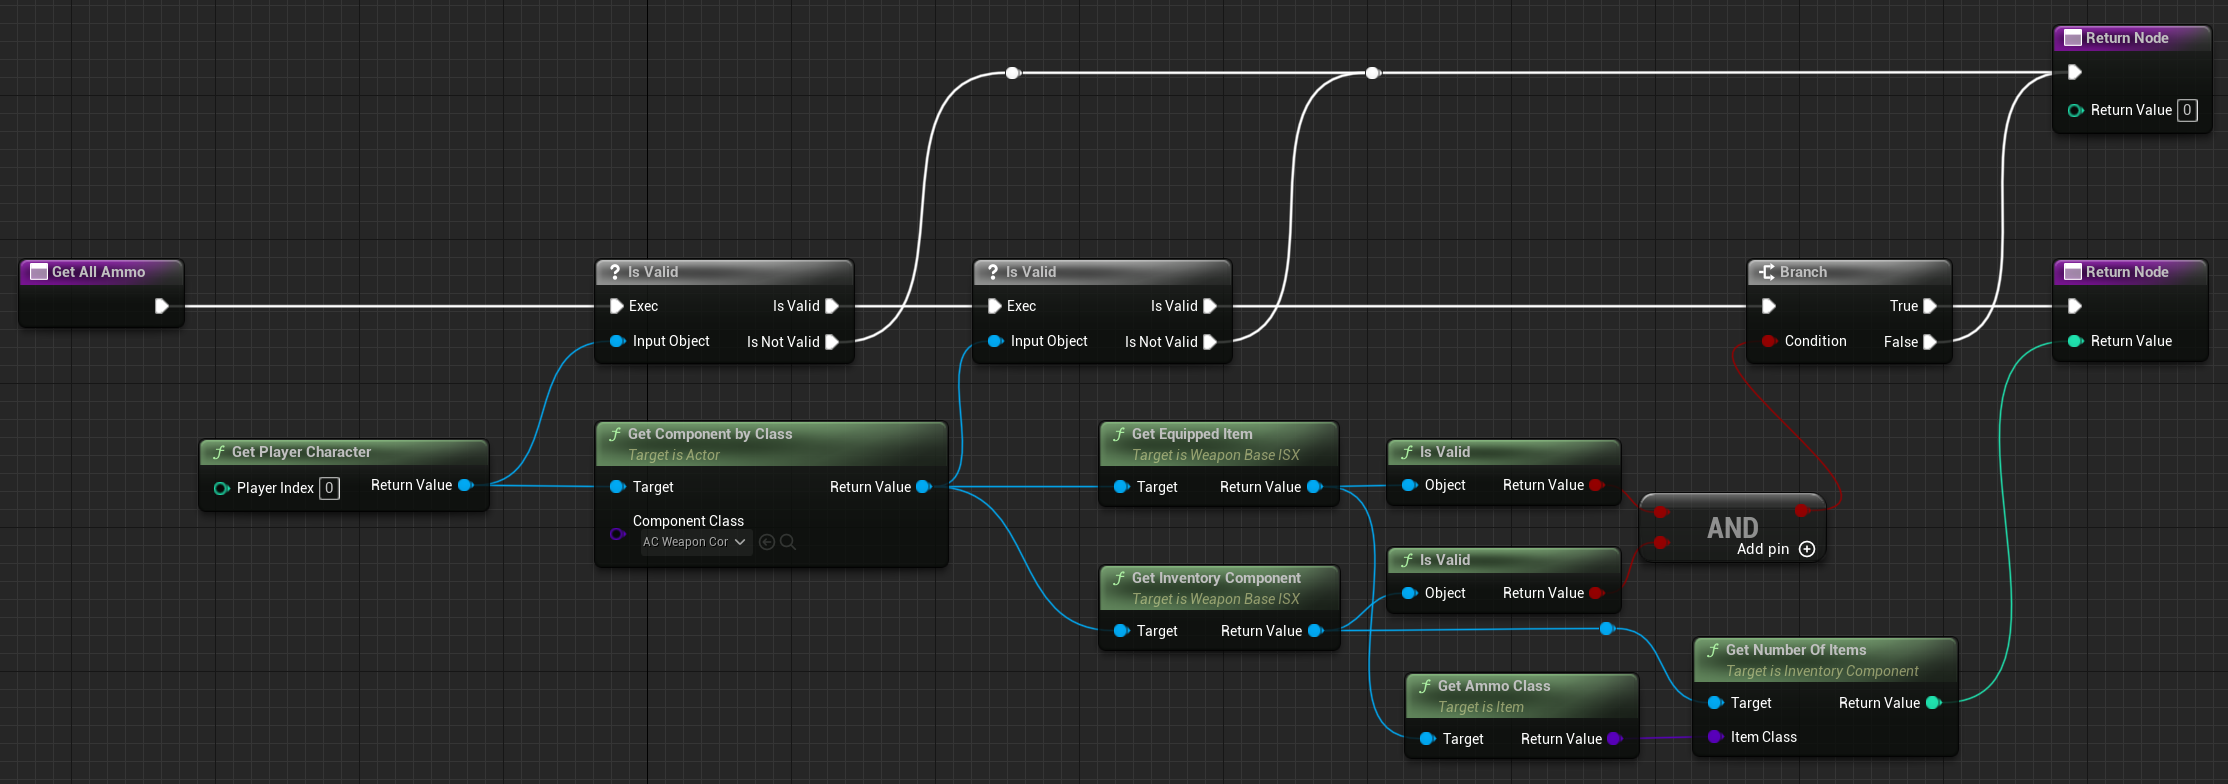 Return Node
Return Value 0
Get All Ammo
? Is Valid
Exec Is Valid
Input Object Is Not Valid
? Is Valid
Exec Is Valid
Input Object Is Not Valid
Branch
True
Condition False
Return Node
Return Value
f Get Player Character
Player Index 0 Return Value
f Get Component by Class
Target is Actor
Target Return Value
Component Class
AC Weapon Cor
f Get Equipped Item
Target is Weapon Base ISX
Target Return Value
f Is Valid
Object Return Value
AND
Add pin
f Get Inventory Component
Target is Weapon Base ISX
Target Return Value
f Is Valid
Object Return Value
f Get Ammo Class
Target is Item
Target Return Value
f Get Number Of Items
Target is Inventory Component
Target Return Value
Item Class